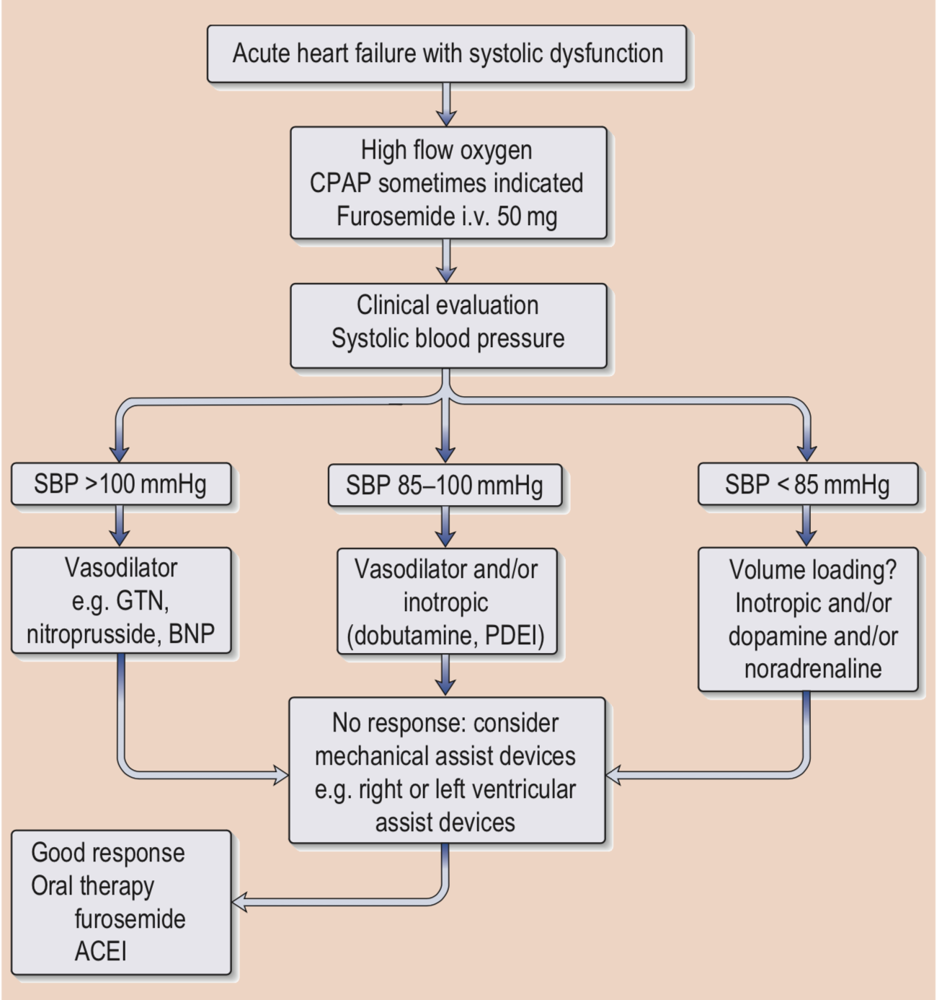 Acute heart failure with systolic dysfunction
High flow oxygen
CPAP sometimes indicated
Furosemide i.v. 50 mg
Clinical evaluation
Systolic blood pressure
SBP >100 mmHg
SBP 85–100 mmHg
SBP < 85 mmHg
Vasodilator
e.g. GTN,
nitroprusside, BNP
Vasodilator and/or
inotropic
(dobutamine, PDEI)
Volume loading?
Inotropic and/or
dopamine and/or
noradrenaline
No response: consider
mechanical assist devices
e.g. right or left ventricular
assist devices
Good response
Oral therapy
furosemide
ACEI